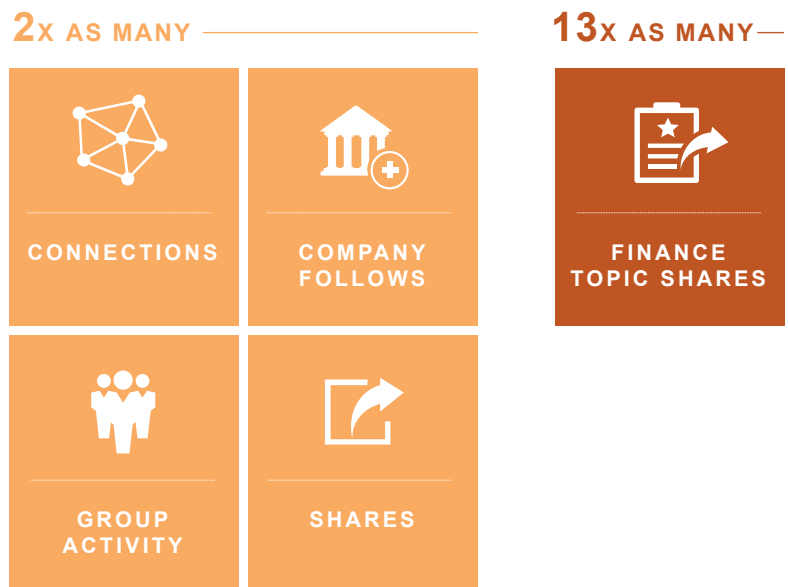 2X AS MANY
CONNECTIONS
COMPANY
FOLLOWS
GROUP
ACTIVITY
SHARES
13X AS MANY
FINANCE
TOPIC SHARES